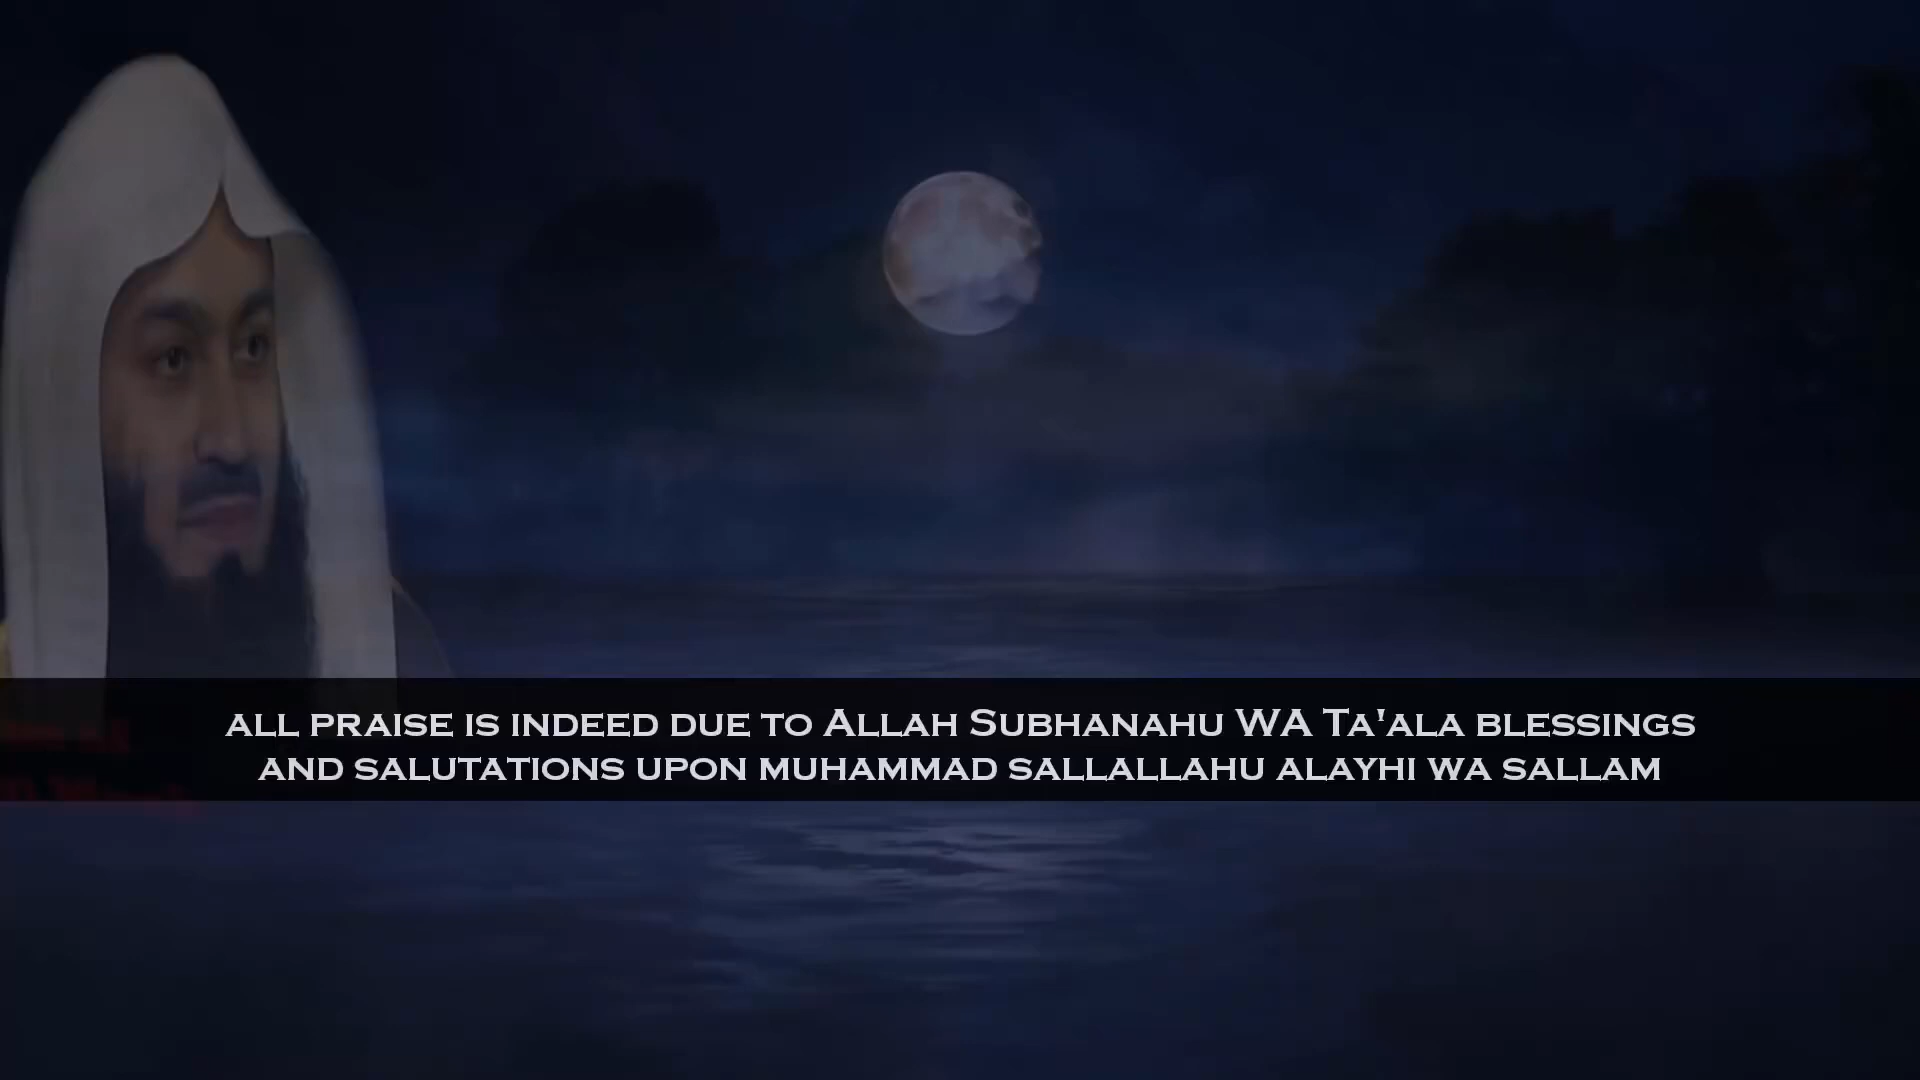 ALL PRAISE IS INDEED DUE TO ALLAH SUBHANAHU WA TA'ALA BLESSINGS
AND SALUTATIONS UPON MUHAMMAD SALLALLAHU ALAYHI WA SALLAM